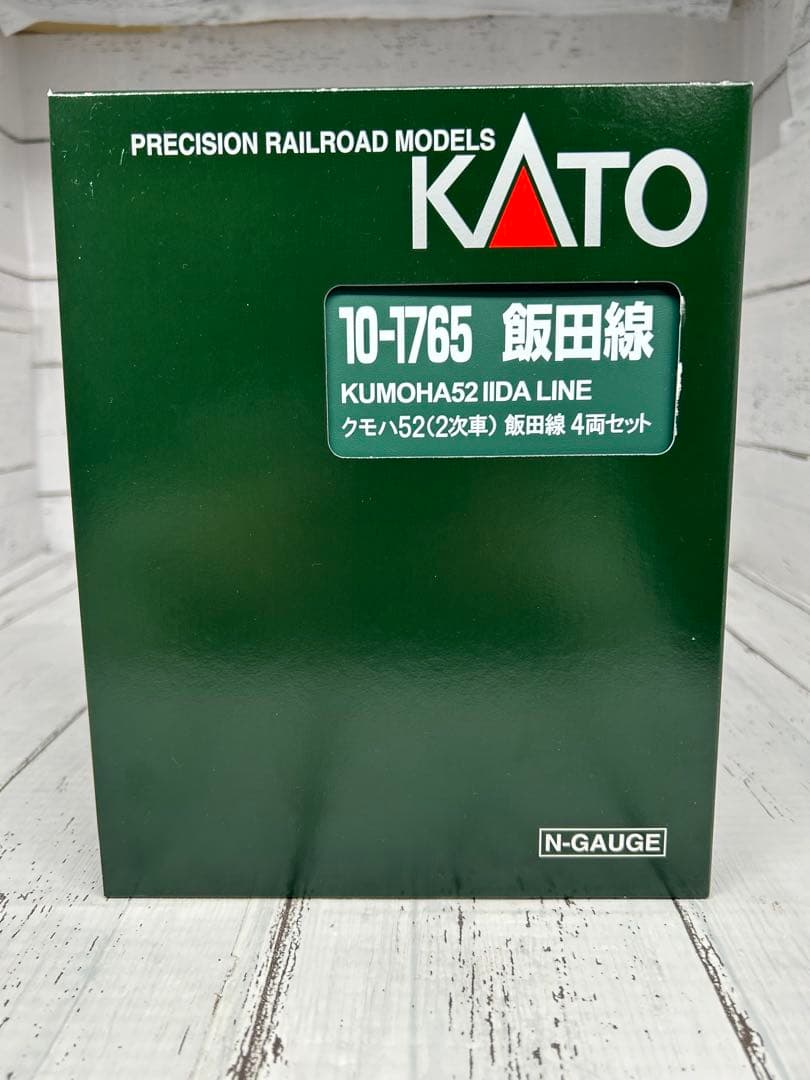 PRECISION RAILROAD MODELS
KATO
10-1765 飯田線
KUMOHA52 IIDA LINE
クモハ52(2次車) 飯田線 4両セット
N-GAUGE